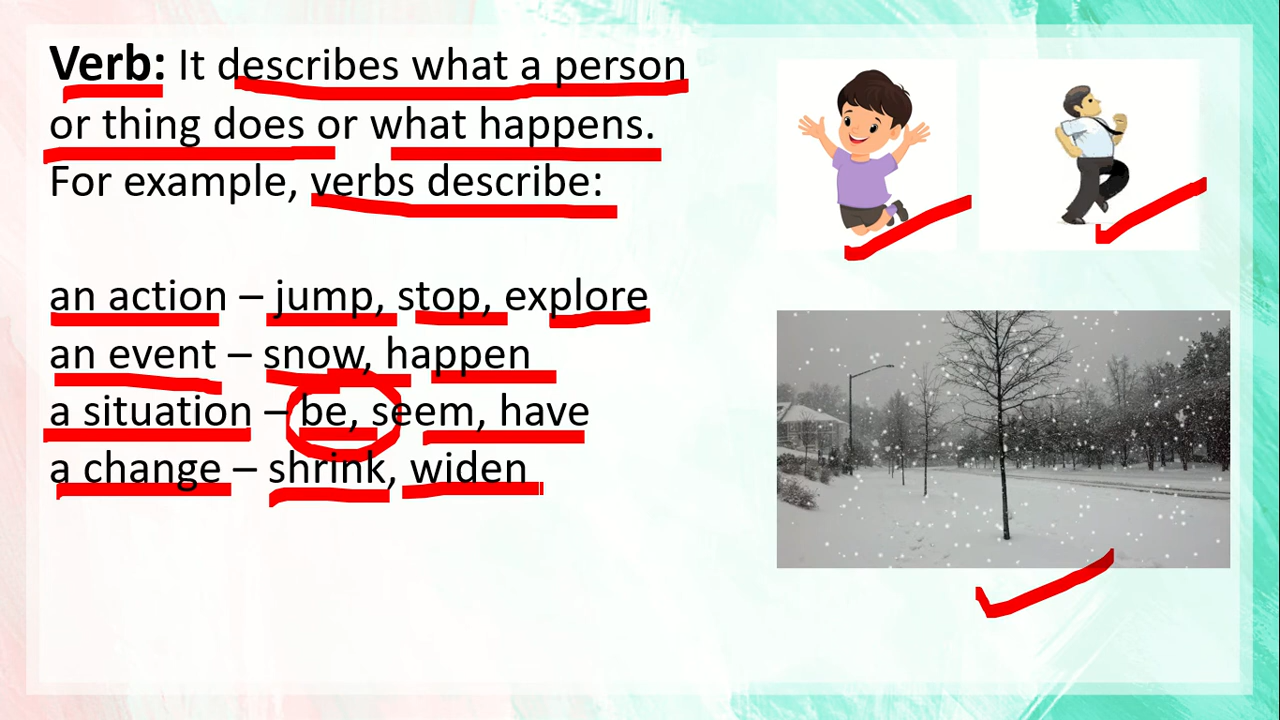 Verb: It describes what a person
or thing does or what happens.
For example, verbs describe:
an action – jump, stop, explore
an event – snow, happen
a situation – be, seem, have
a change – shrink, widen